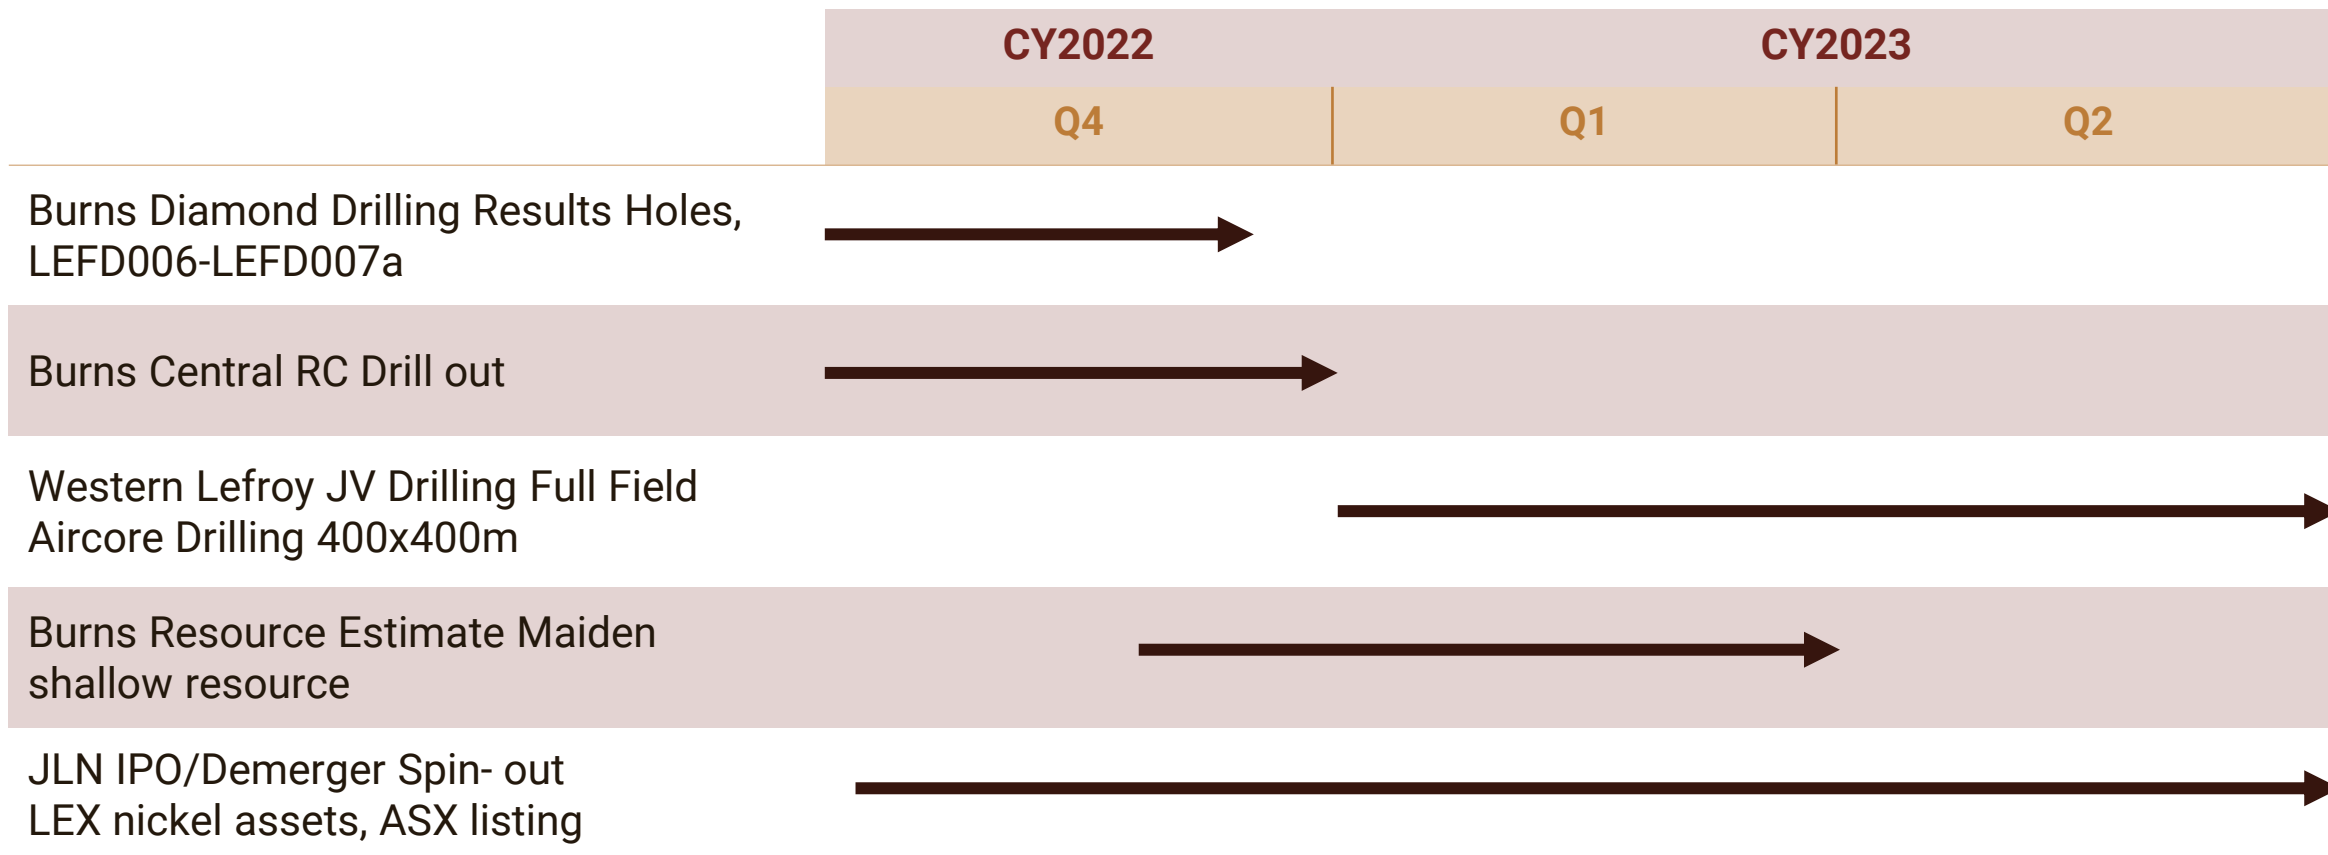 CY2022
CY2023
Q4
Q1
Q2
Burns Diamond Drilling Results Holes,
LEFD006-LEFD007a
Burns Central RC Drill out
Western Lefroy JV Drilling Full Field
Aircore Drilling 400x400m
Burns Resource Estimate Maiden
shallow resource
JLN IPO/Demerger Spin- out
LEX nickel assets, ASX listing